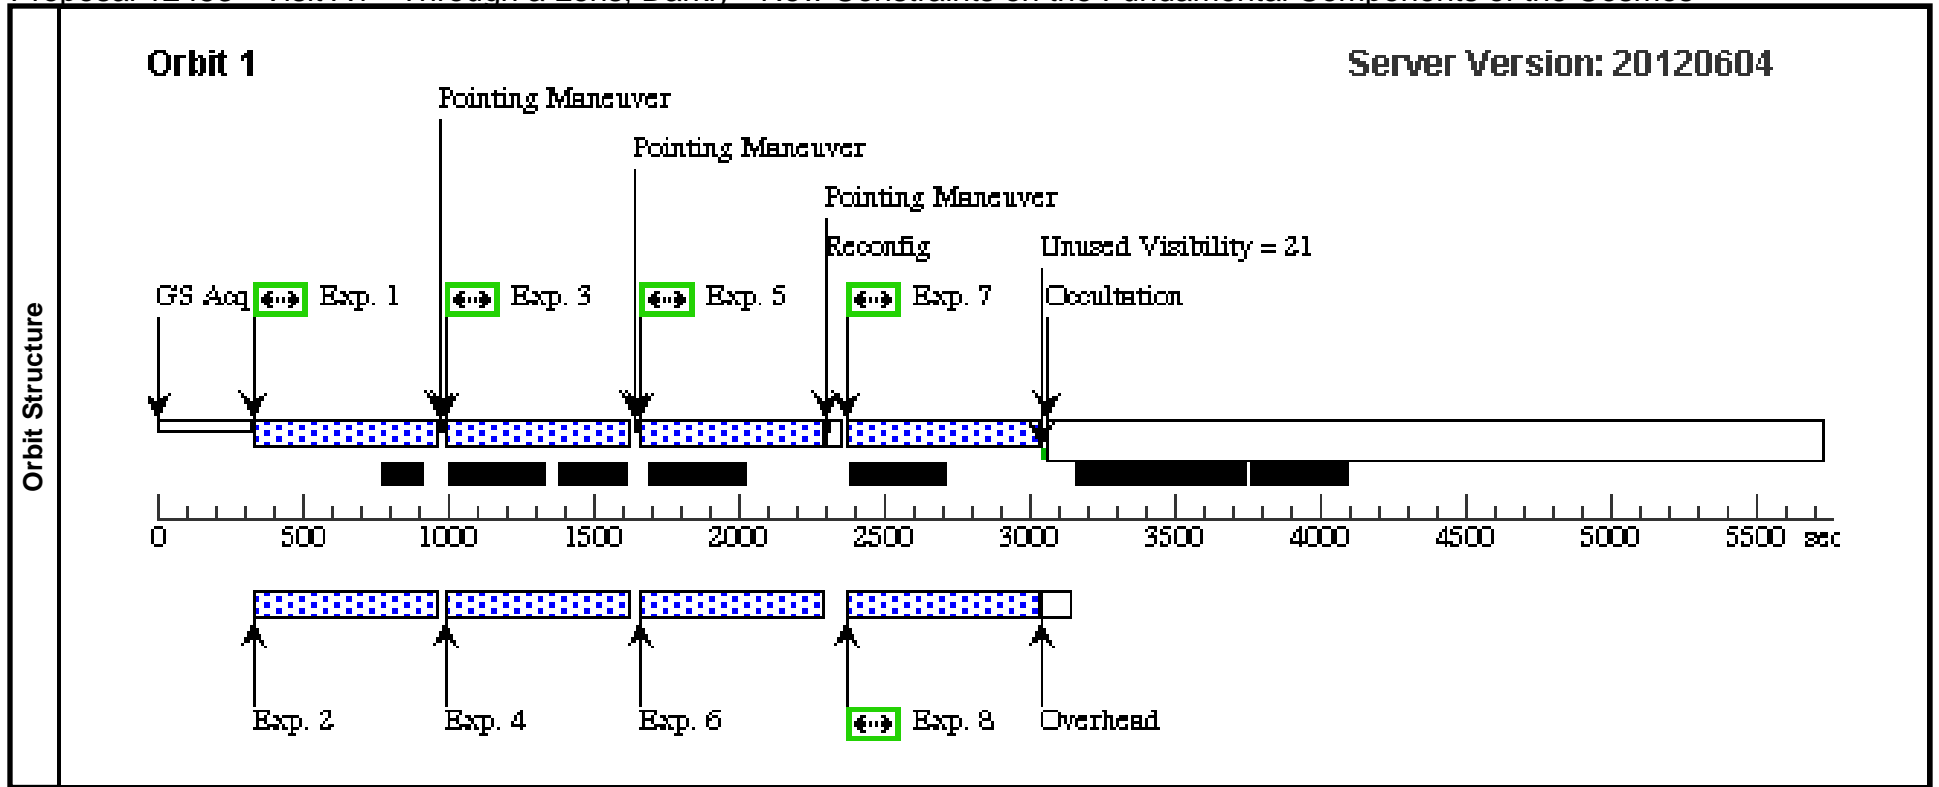 Orbit 1
Server Version: 20120604
Pointing Maneuver
Pointing Maneuver
Pointing Maneuver
Reconfig
Unused Visibility = 21
GS Acq
Exp. 1
Exp. 3
Exp. 5
Exp. 7
Occultation
Orbit Structure
0 500 1000 1500 2000 2500 3000 3500 4000 4500 5000 5500 sec
Exp. 2
Exp. 4
Exp. 6
Exp. 8
Overhead